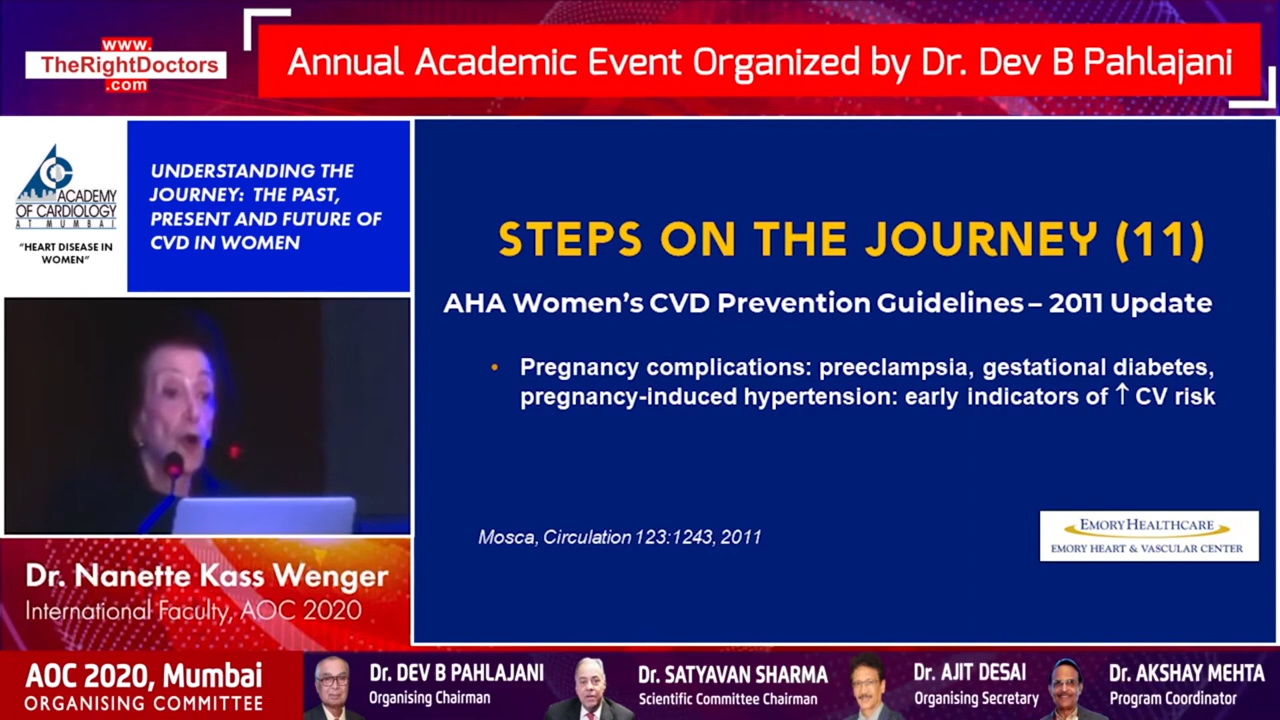 www.
TheRightDoctors
.com
Annual Academic Event Organized by Dr. Dev B Pahlajani
ACADEMY
OF CARDIOLOGY
AT MUMBAI
“HEART DISEASE IN
WOMEN”
UNDERSTANDING THE
JOURNEY: THE PAST,
PRESENT AND FUTURE OF
CVD IN WOMEN
STEPS ON THE JOURNEY (11)
AHA Women’s CVD Prevention Guidelines – 2011 Update
• Pregnancy complications: preeclampsia, gestational diabetes,
pregnancy-induced hypertension: early indicators of ↑ CV risk
Mosca, Circulation 123:1243, 2011
EMORY HEALTHCARE
EMORY HEART & VASCULAR CENTER
Dr. Nanette Kass Wenger
International Faculty, AOC 2020
AOC 2020, Mumbai
ORGANISING COMMITTEE
Dr. DEV B PAHLAJANI
Organising Chairman
Dr. SATYAVAN SHARMA
Scientific Committee Chairman
Dr. AJIT DESAI
Organising Secretary
Dr. AKSHAY MEHTA
Program Coordinator